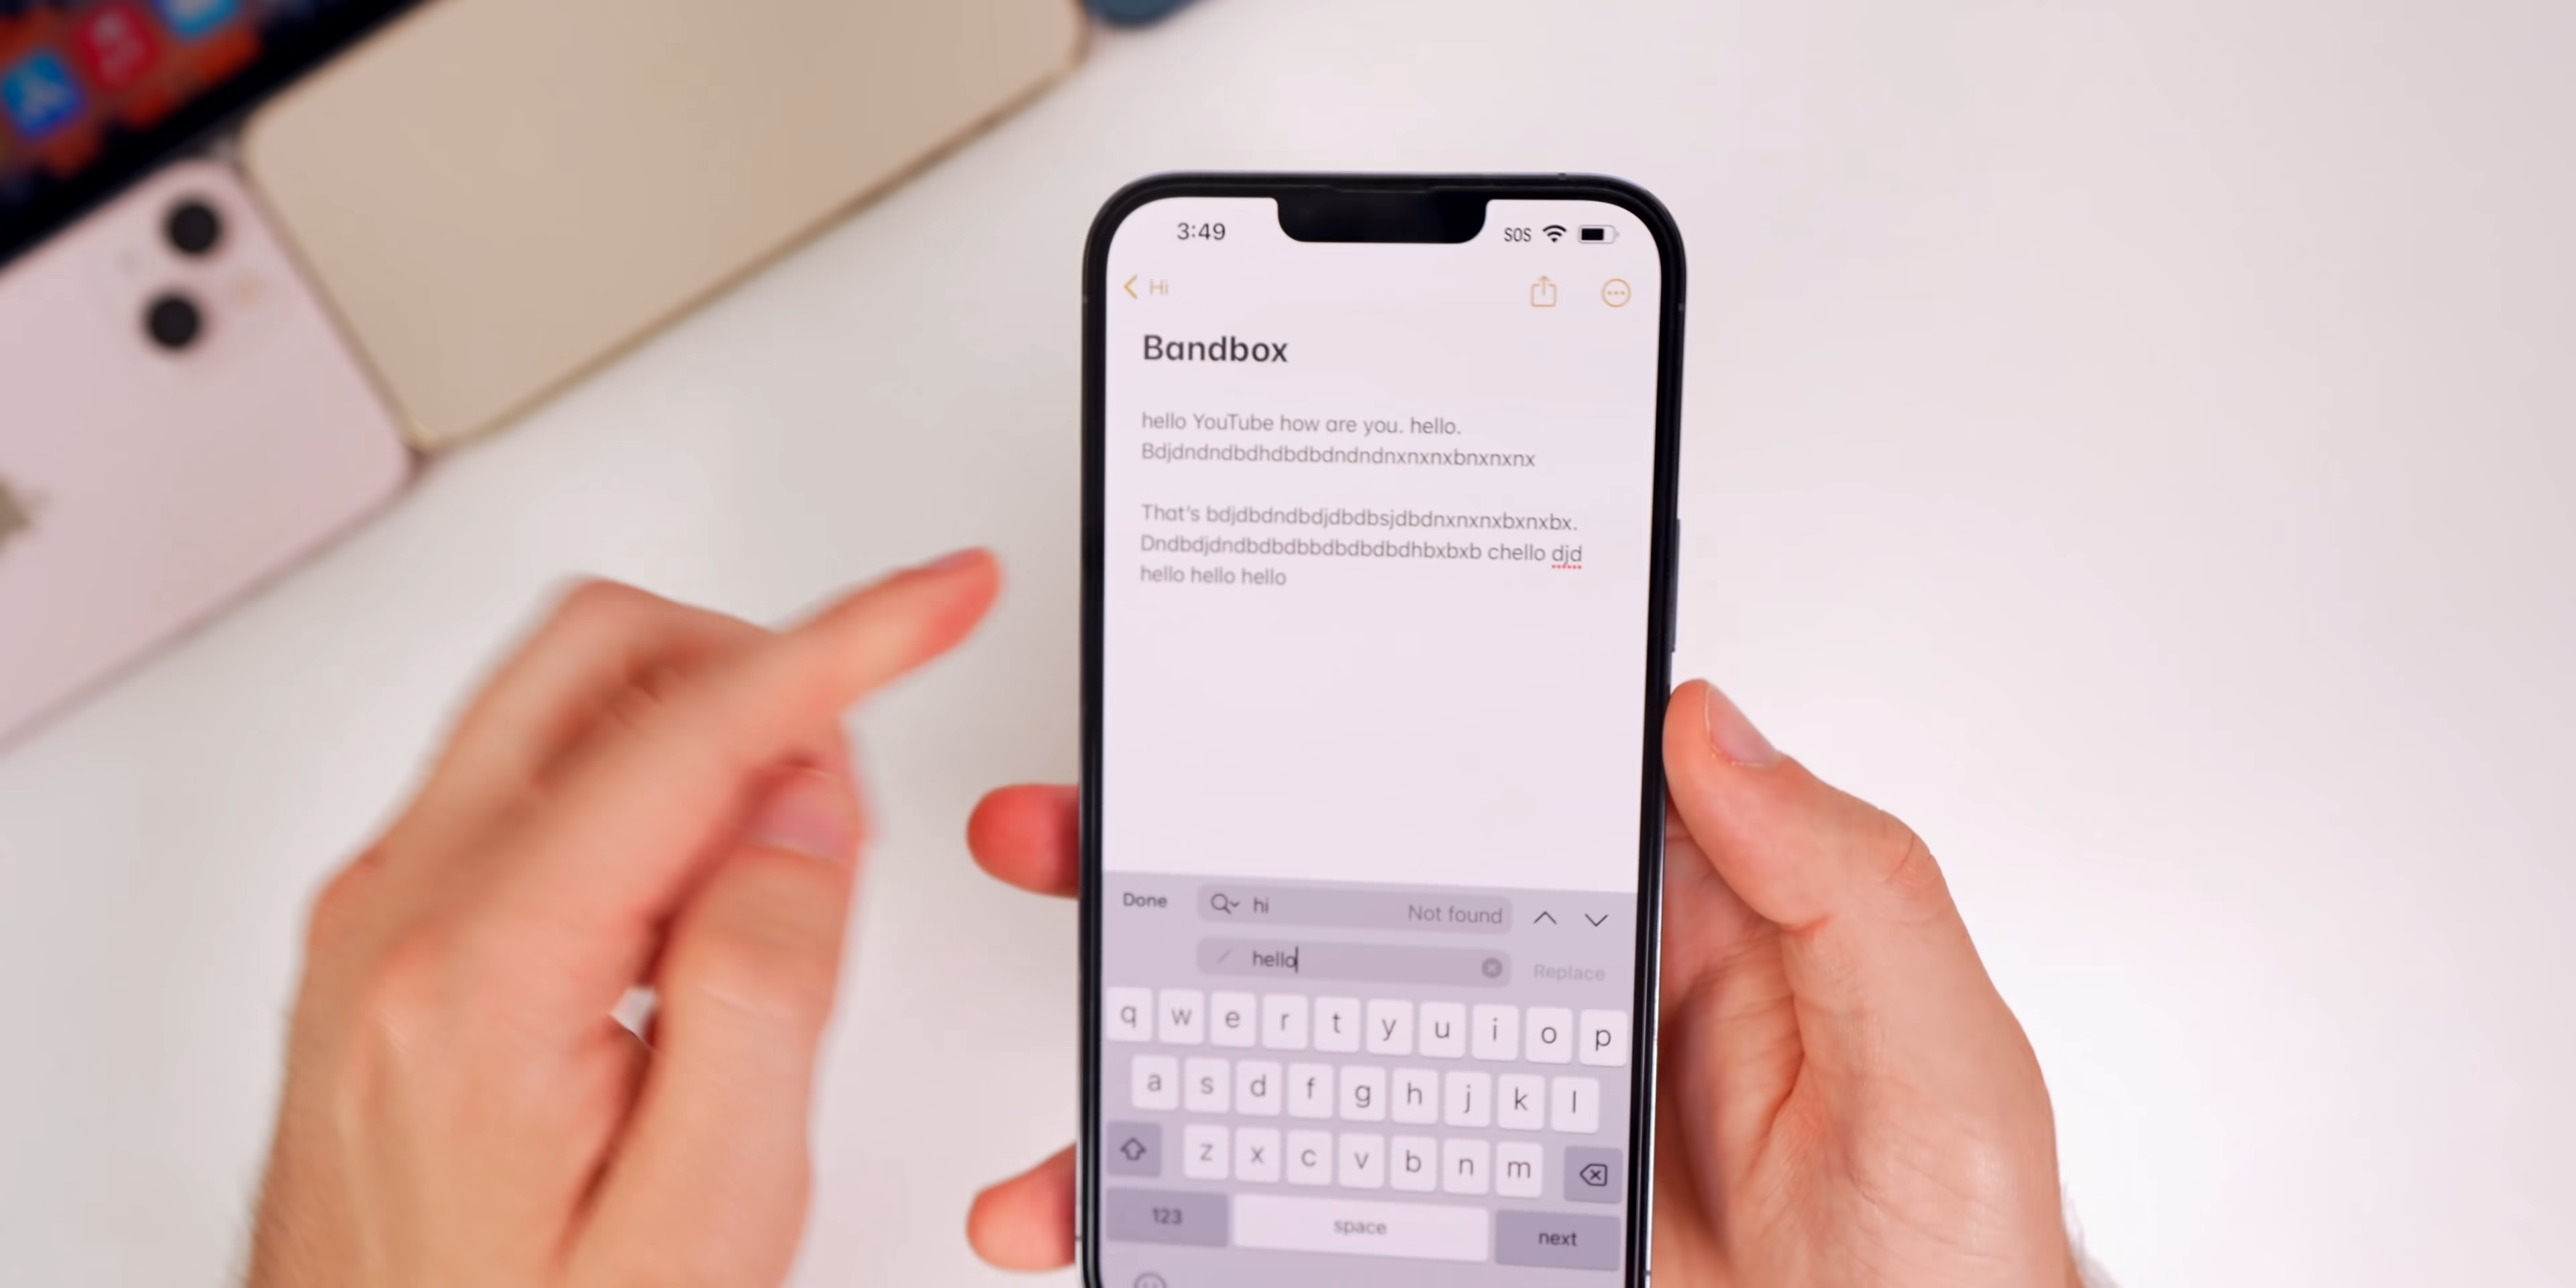 3:49 SOS
Hi
Bandbox
hello YouTube how are you. hello.
Bdjdndndbdhdbdbdndndnxnxnxbnxnxnx
That's bdjdbdndbdjdbdbsjdbdnxnxnxbxnxbx.
Dndbdjdndbdbdbbdbdbdbdhbxbxb chello djd
hello hello hello
Done hi Not found
hello Replace
q w e r t y u i o p
a s d f g h j k l
z x c v b n m
123 space next